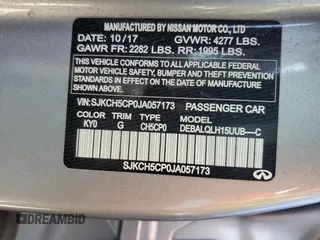 MANUFACTURED BY NISSAN MOTOR CO., LTD
DATE: 10/17 GVWR: 4277 LBS.
GAWR FR: 2282 LBS. RR: 1995 LBS.
THIS VEHICLE CONFORMS TO ALL APPLICABLE
FEDERAL MOTOR VEHICLE SAFETY, BUMPER
AND THEFT PREVENTION STANDARDS IN EFFECT ON
THE DATE OF MANUFACTURE SHOWN ABOVE.
VIN: SJKCH5CP0JA057173 PASSENGER CAR
COLOR TRIM TYPE MODEL
KY0 G CH5CP0 DEBALQLH15UUB--C
SJKCH5CP0JA057173
INFINITI